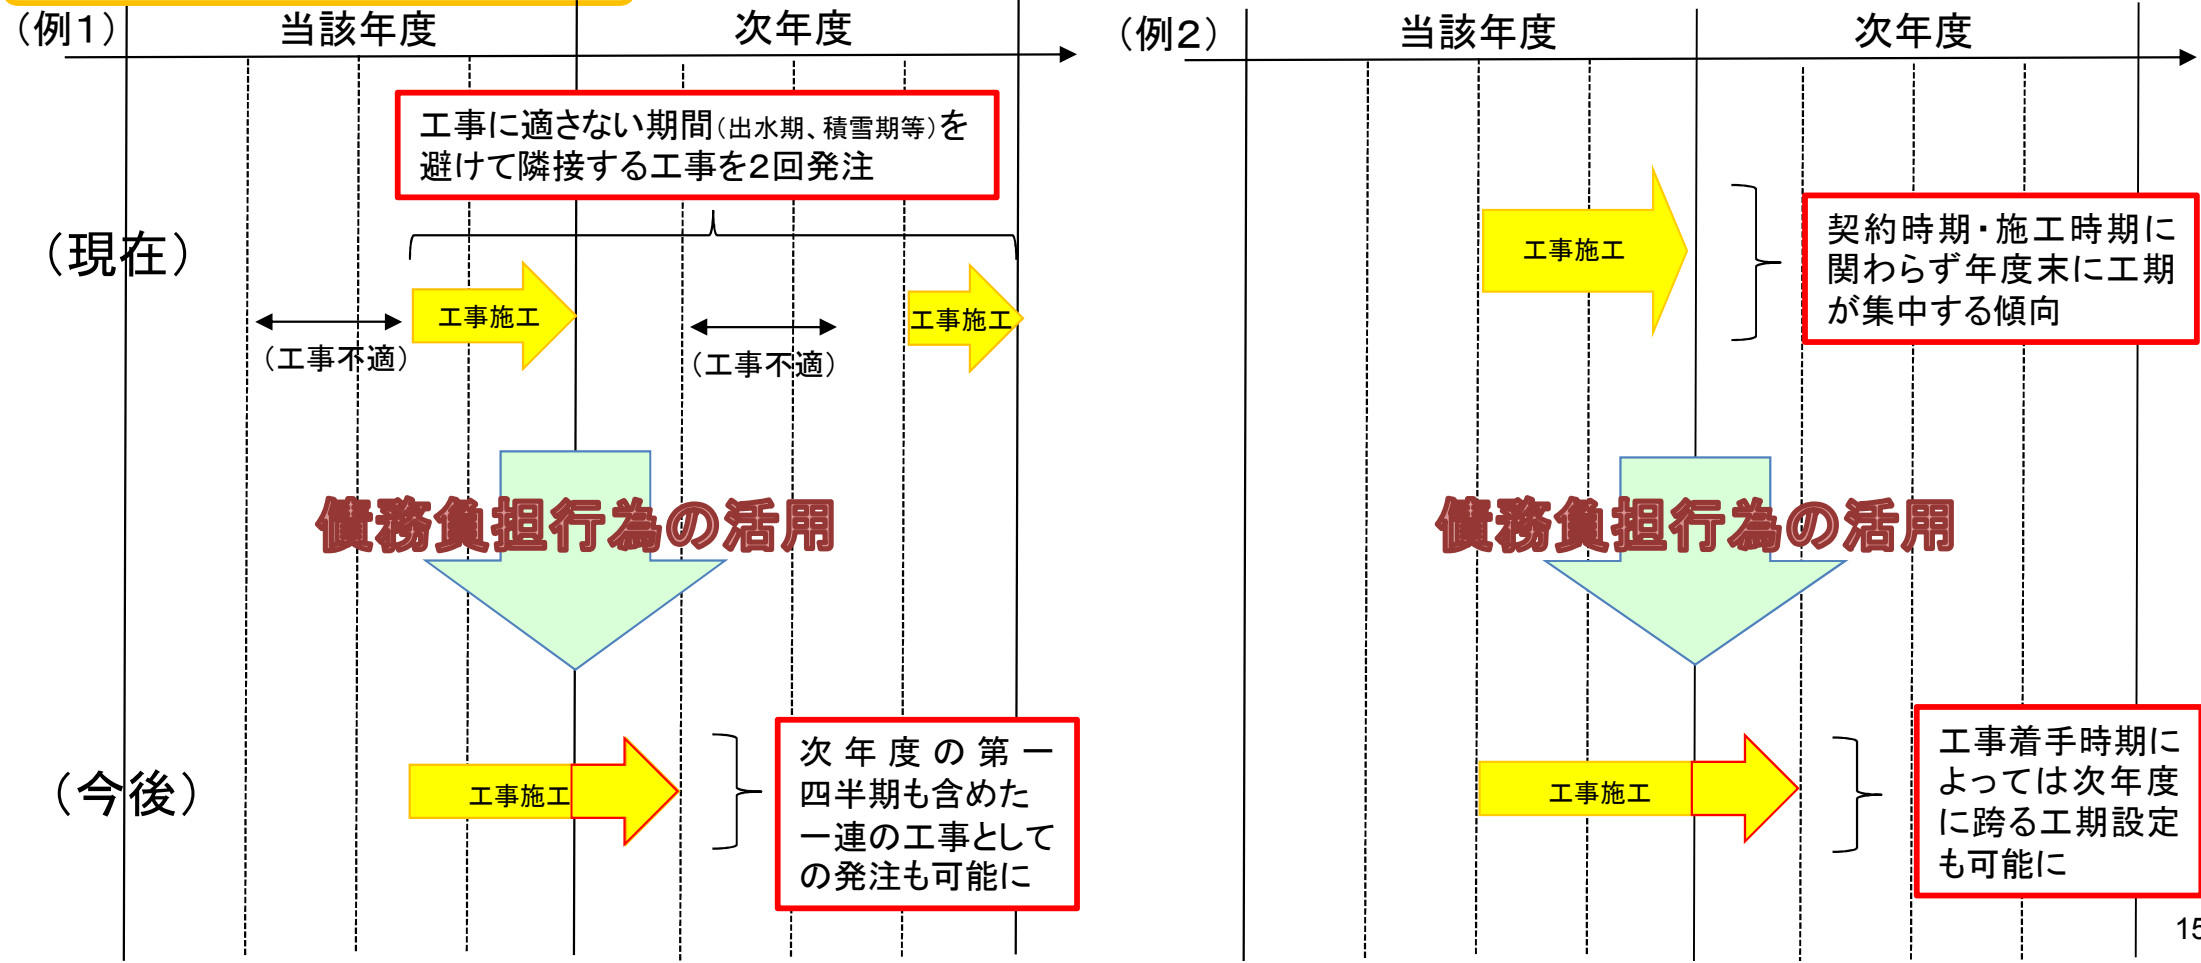 （例１）
当該年度
次年度
工事に適さない期間（出水期、積雪期等）を
避けて隣接する工事を２回発注
（現在）
工事施工
工事施工
（工事不適）
（工事不適）
債務負担行為の活用
（今後）
工事施工
次年度の第一
四半期も含めた
一連の工事として
の発注も可能に
（例２）
当該年度
次年度
工事施工
契約時期・施工時期に
関わらず年度末に工期
が集中する傾向
債務負担行為の活用
工事施工
工事着手時期に
よっては次年度
に跨る工期設定
も可能に
15